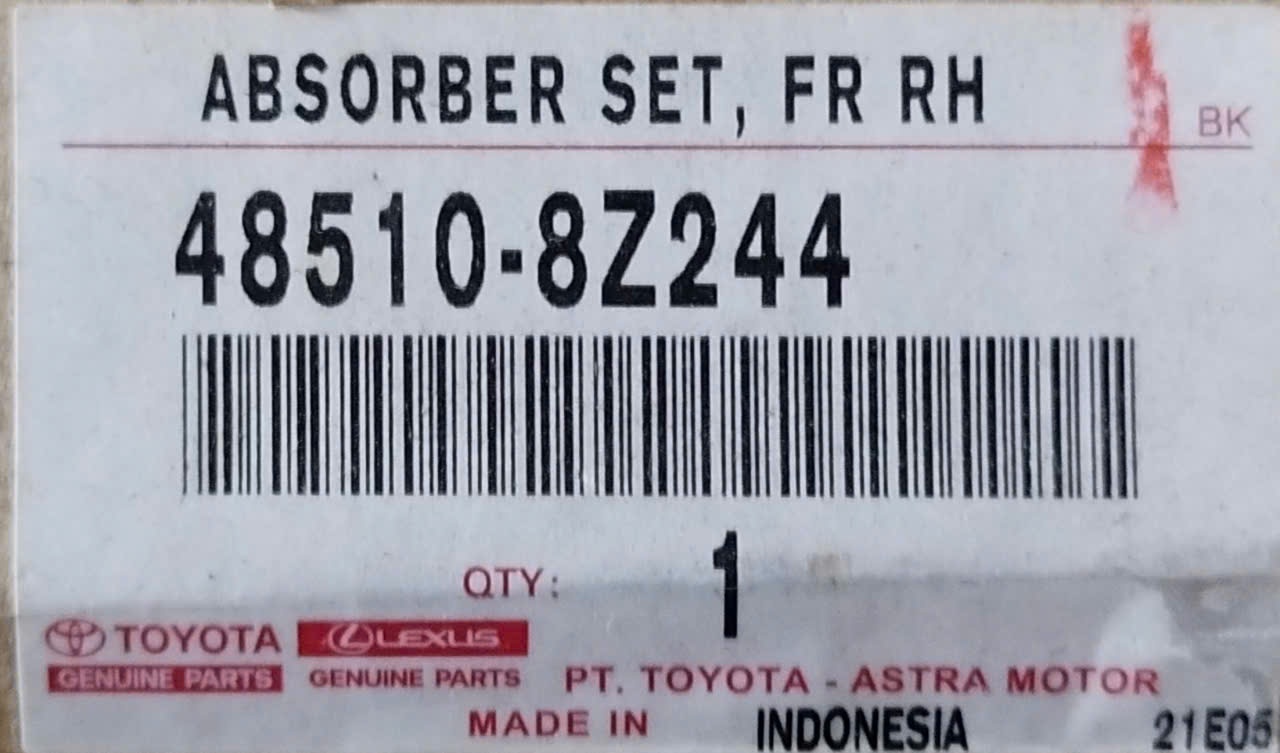 ABSORBER SET, FR RH
BK
48510-8Z244
QTY: 1
TOYOTA LEXUS
GENUINE PARTS GENUINE PARTS PT. TOYOTA - ASTRA MOTOR
MADE IN INDONESIA 21E05